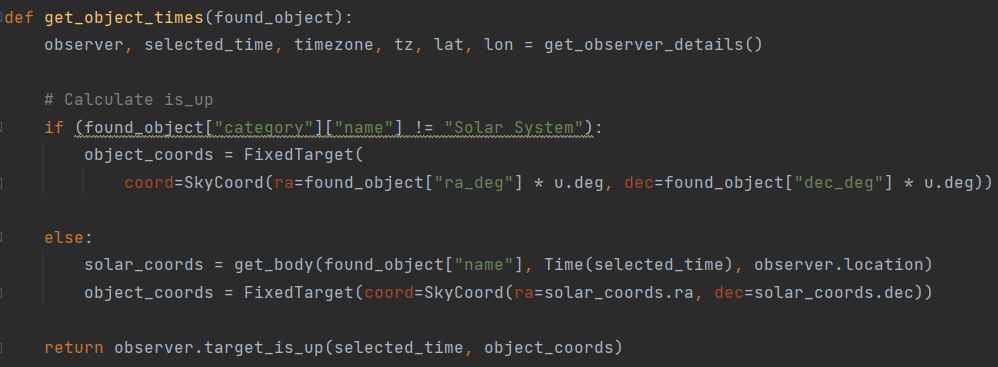 def get_object_times(found_object):
    observer, selected_time, timezone, tz, lat, lon = get_observer_details()

    # Calculate is_up
    if (found_object["category"]["name"] != "Solar System"):
        object_coords = FixedTarget(
            coord=SkyCoord(ra=found_object["ra_deg"] * u.deg, dec=found_object["dec_deg"] * u.deg))

    else:
        solar_coords = get_body(found_object["name"], Time(selected_time), observer.location)
        object_coords = FixedTarget(coord=SkyCoord(ra=solar_coords.ra, dec=solar_coords.dec))

    return observer.target_is_up(selected_time, object_coords)